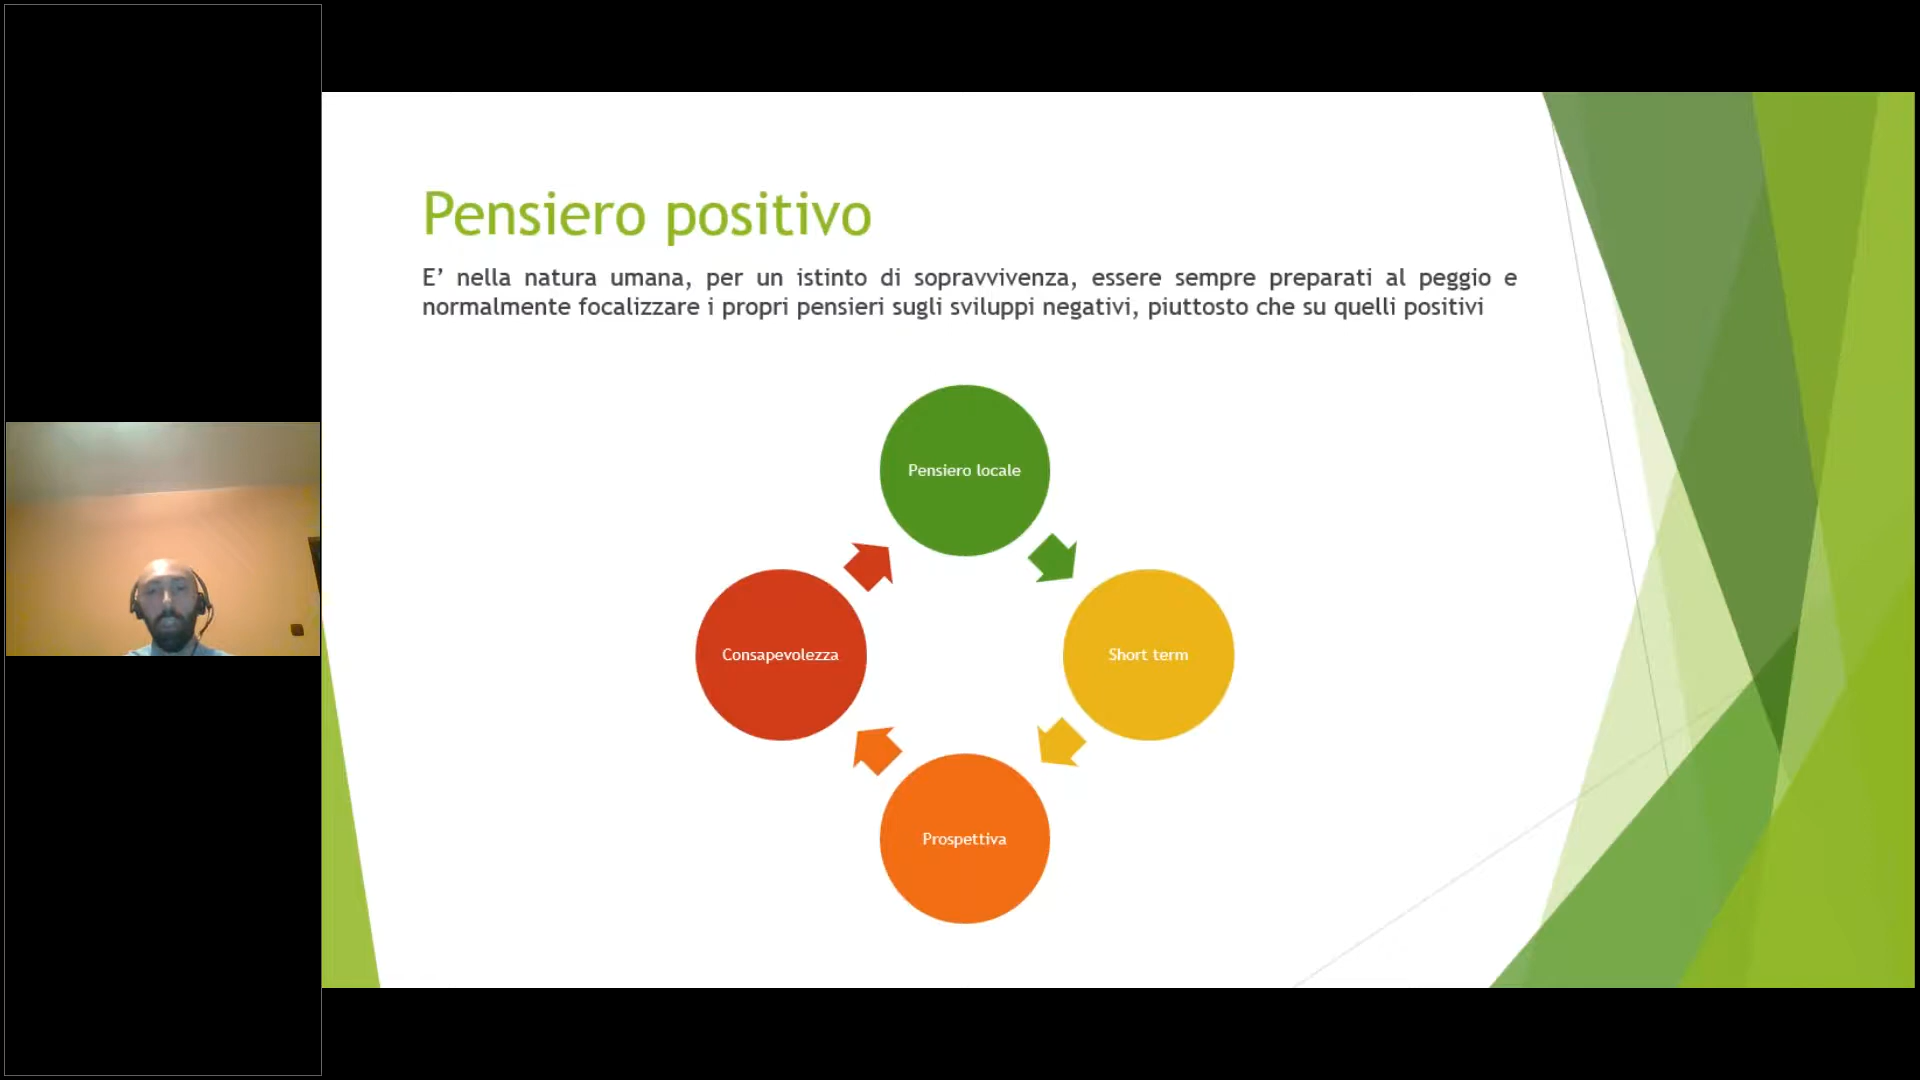 Pensiero positivo
E’ nella natura umana, per un istinto di sopravvivenza, essere sempre preparati al peggio e
normalmente focalizzare i propri pensieri sugli sviluppi negativi, piuttosto che su quelli positivi
Pensiero locale
Consapevolezza
Short term
Prospettiva